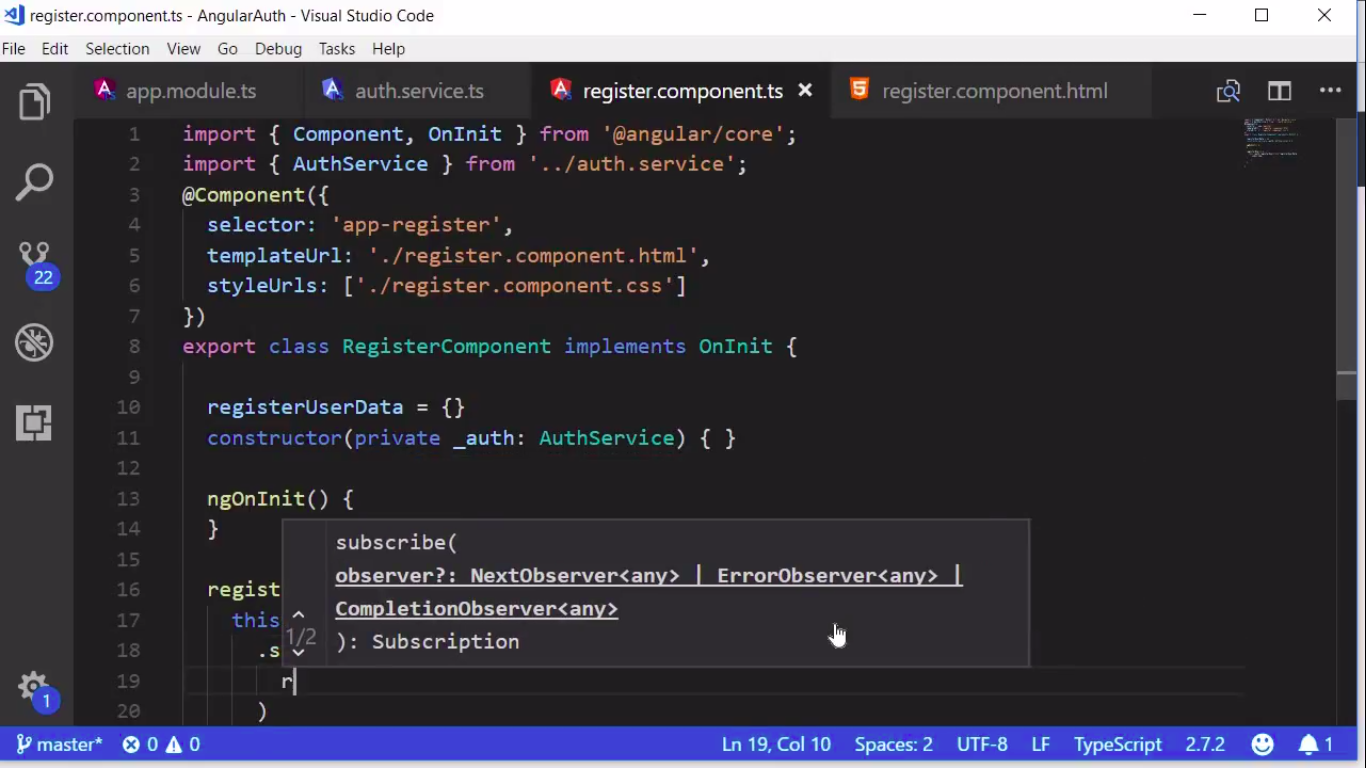 register.component.ts - AngularAuth - Visual Studio Code
File Edit Selection View Go Debug Tasks Help
app.module.ts auth.service.ts register.component.ts register.component.html
1 import { Component, OnInit } from '@angular/core';
2 import { AuthService } from '../auth.service';
3 @Component({
4 selector: 'app-register',
5 templateUrl: './register.component.html',
6 styleUrls: ['./register.component.css']
7 })
8 export class RegisterComponent implements OnInit {
9
10 registerUserData = {}
11 constructor(private _auth: AuthService) { }
12
13 ngOnInit() {
14 }
15
16 regist
17 this
18 .s
19 r
20 )
subscribe(
observer?: NextObserver<any> | ErrorObserver<any> |
CompletionObserver<any>
): Subscription
1/2
22
1
master* 0 0 Ln 19, Col 10 Spaces: 2 UTF-8 LF TypeScript 2.7.2 1